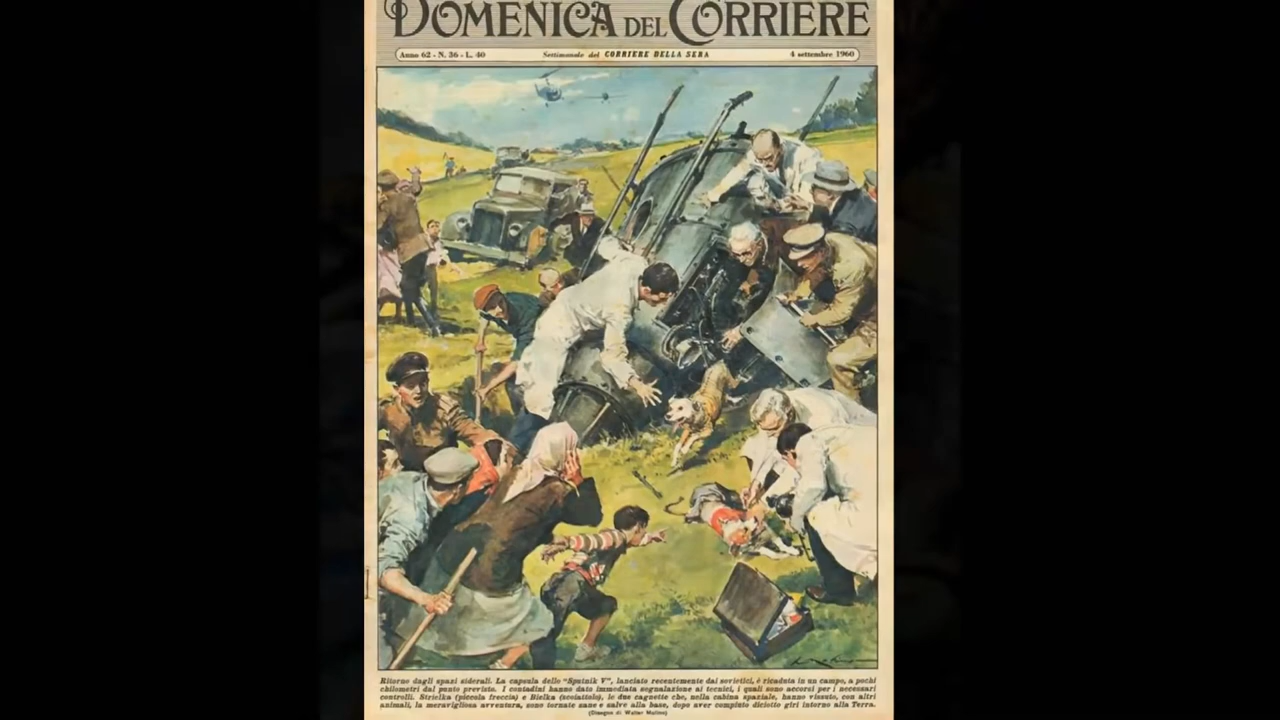 DOMENICA DEL CORRIERE
Anno 62 - N. 36 - L. 40 Settimanale del CORRIERE DELLA SERA 4 settembre 1960
Ritorno dagli spazi siderali. La capsula dello "Sputnik V", lanciato recentemente dai sovietici, è ricaduta in un campo, a pochi
chilometri dal punto previsto. I contadini hanno dato immediata segnalazione ai tecnici, i quali sono accorsi per i necessari
controlli. Strielka (piccola freccia) e Bielka (scoiattolo), le due cagnette che, nella cabina spaziale, hanno vissuto, con altri
animali, la meravigliosa avventura, sono tornate sane e salve alla base, dopo aver compiuto diciotto giri intorno alla Terra.
(Disegno di Walter Molino)